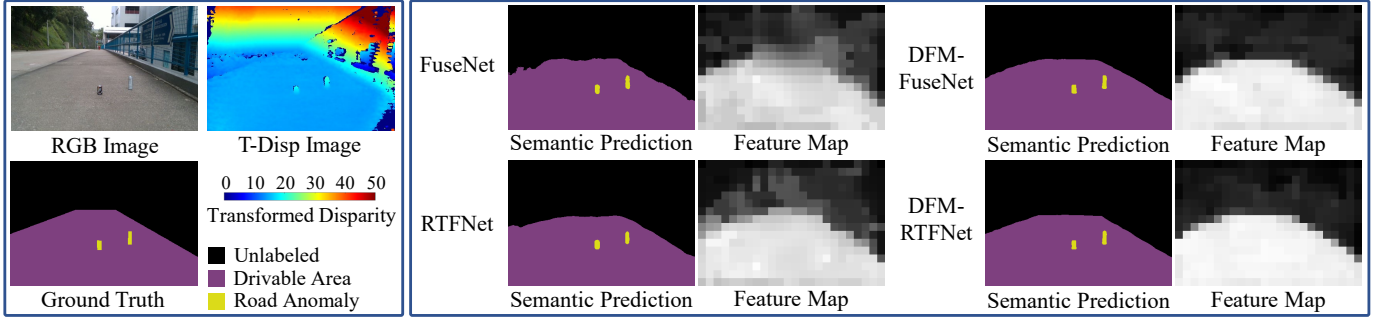 RGB Image
T-Disp Image
0 10 20 30 40 50
Transformed Disparity
Ground Truth
Unlabeled
Drivable Area
Road Anomaly
FuseNet
Semantic Prediction
Feature Map
DFM-
FuseNet
Semantic Prediction
Feature Map
RTFNet
Semantic Prediction
Feature Map
DFM-
RTFNet
Semantic Prediction
Feature Map